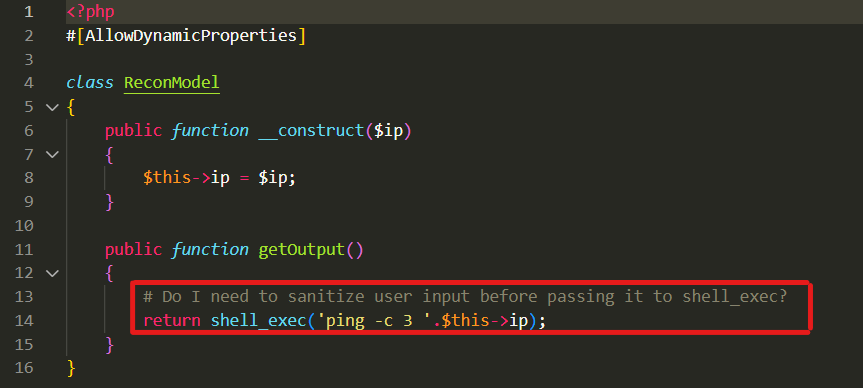 1 <?php
2 #[AllowDynamicProperties]
3
4 class ReconModel
5 {
6 public function __construct($ip)
7 {
8 $this->ip = $ip;
9 }
10
11 public function getOutput()
12 {
13 # Do I need to sanitize user input before passing it to shell_exec?
14 return shell_exec('ping -c 3 '.$this->ip);
15 }
16 }